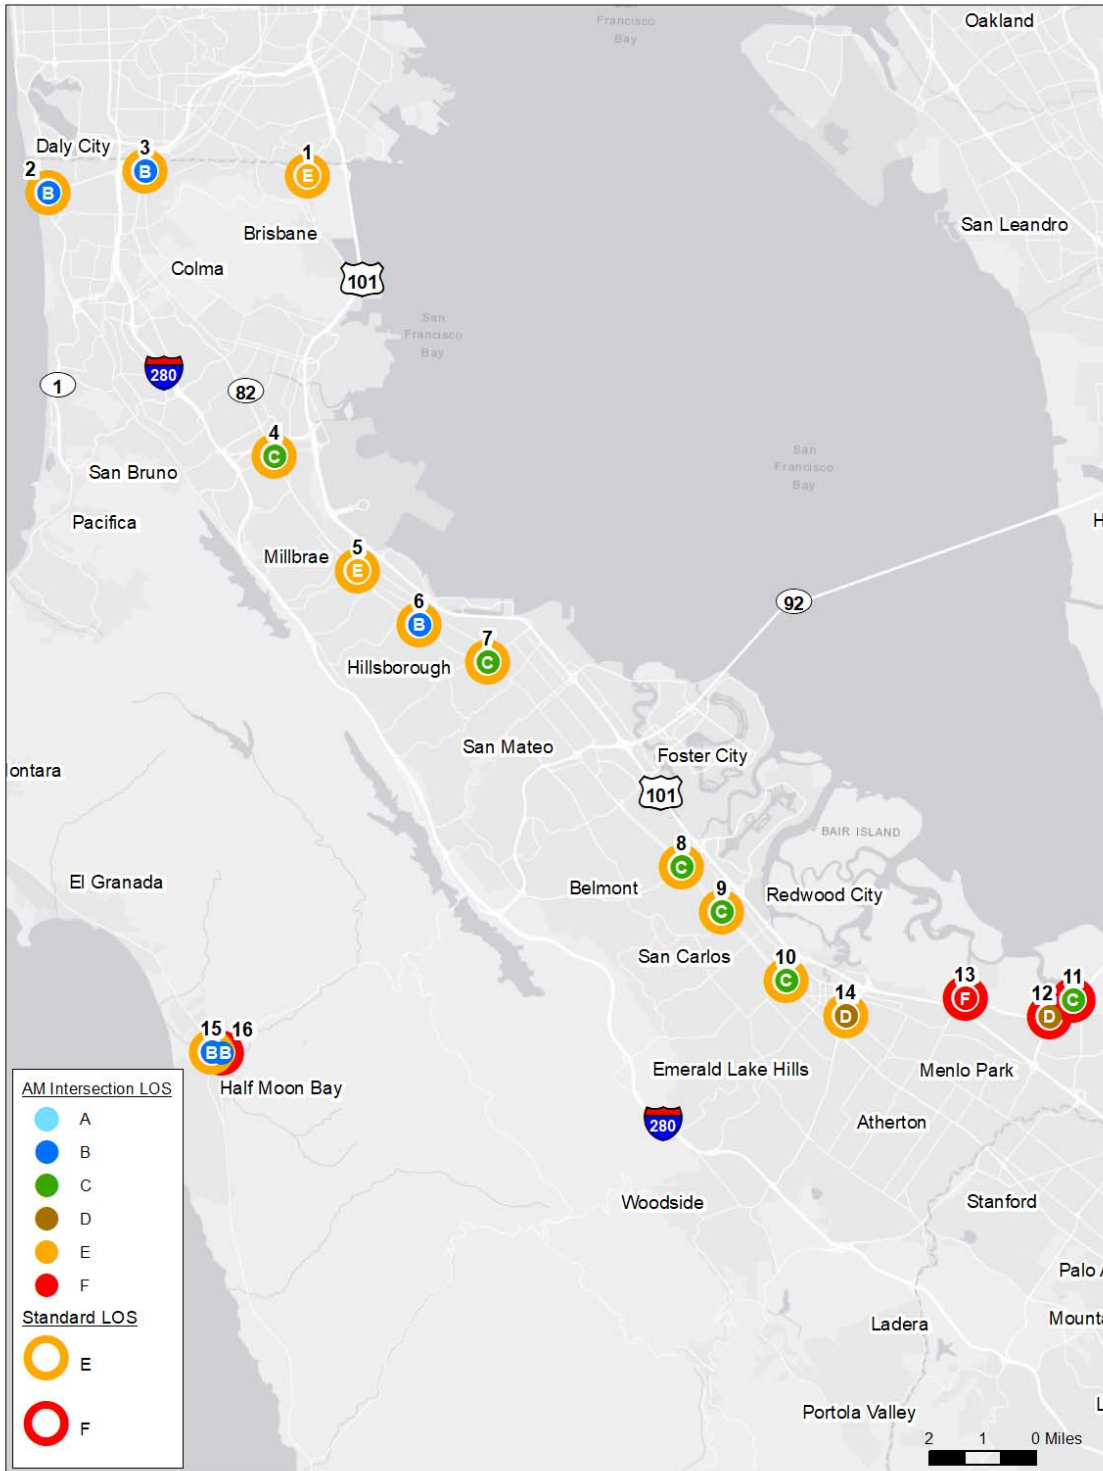 San
Francisco
Bay
Oakland
Daly City
3
B
1
E
2
B
Brisbane
San Leandro
Colma
101
San
Francisco
Bay
280
1
82
4
C
San Bruno
San
Francisco
Bay
Pacifica
H
Millbrae
5
E
6
B
92
7
C
Hillsborough
San Mateo
Foster City
lontara
101
BAIR ISLAND
8
C
El Granada
Belmont
9
C
Redwood City
San Carlos
10
C
14
D
13
F
12
D
11
C
15
B
16
B
Half Moon Bay
Emerald Lake Hills
Menlo Park
280
Atherton
Woodside
Stanford
Palo A
Mounta
Ladera
L
Portola Valley
AM Intersection LOS
A
B
C
D
E
F
Standard LOS
E
F
2 1 0 Miles